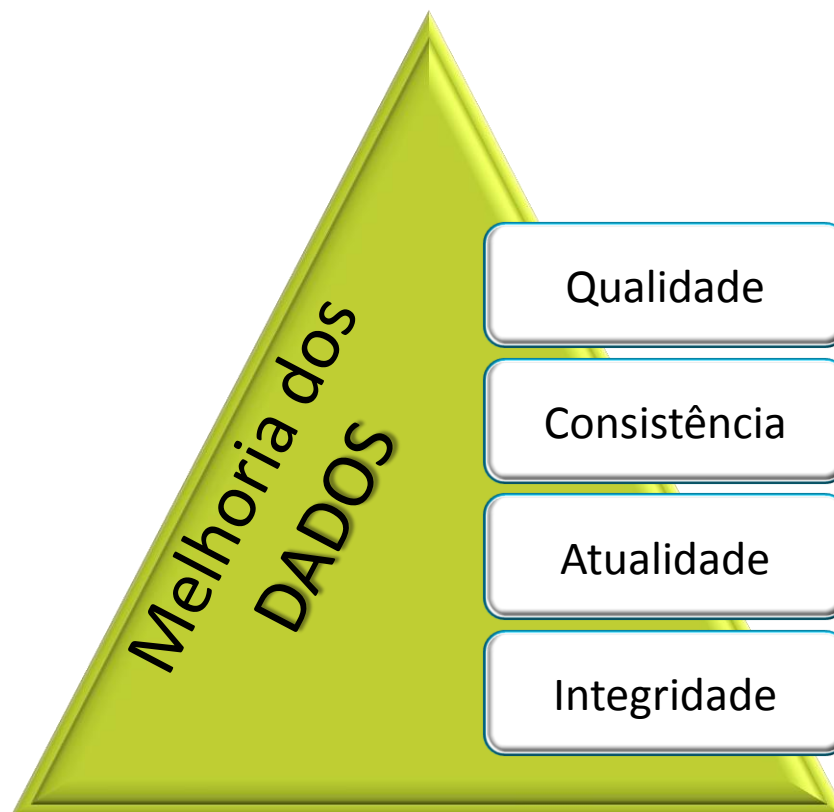 Melhoria dos
DADOS
Qualidade
Consistência
Atualidade
Integridade